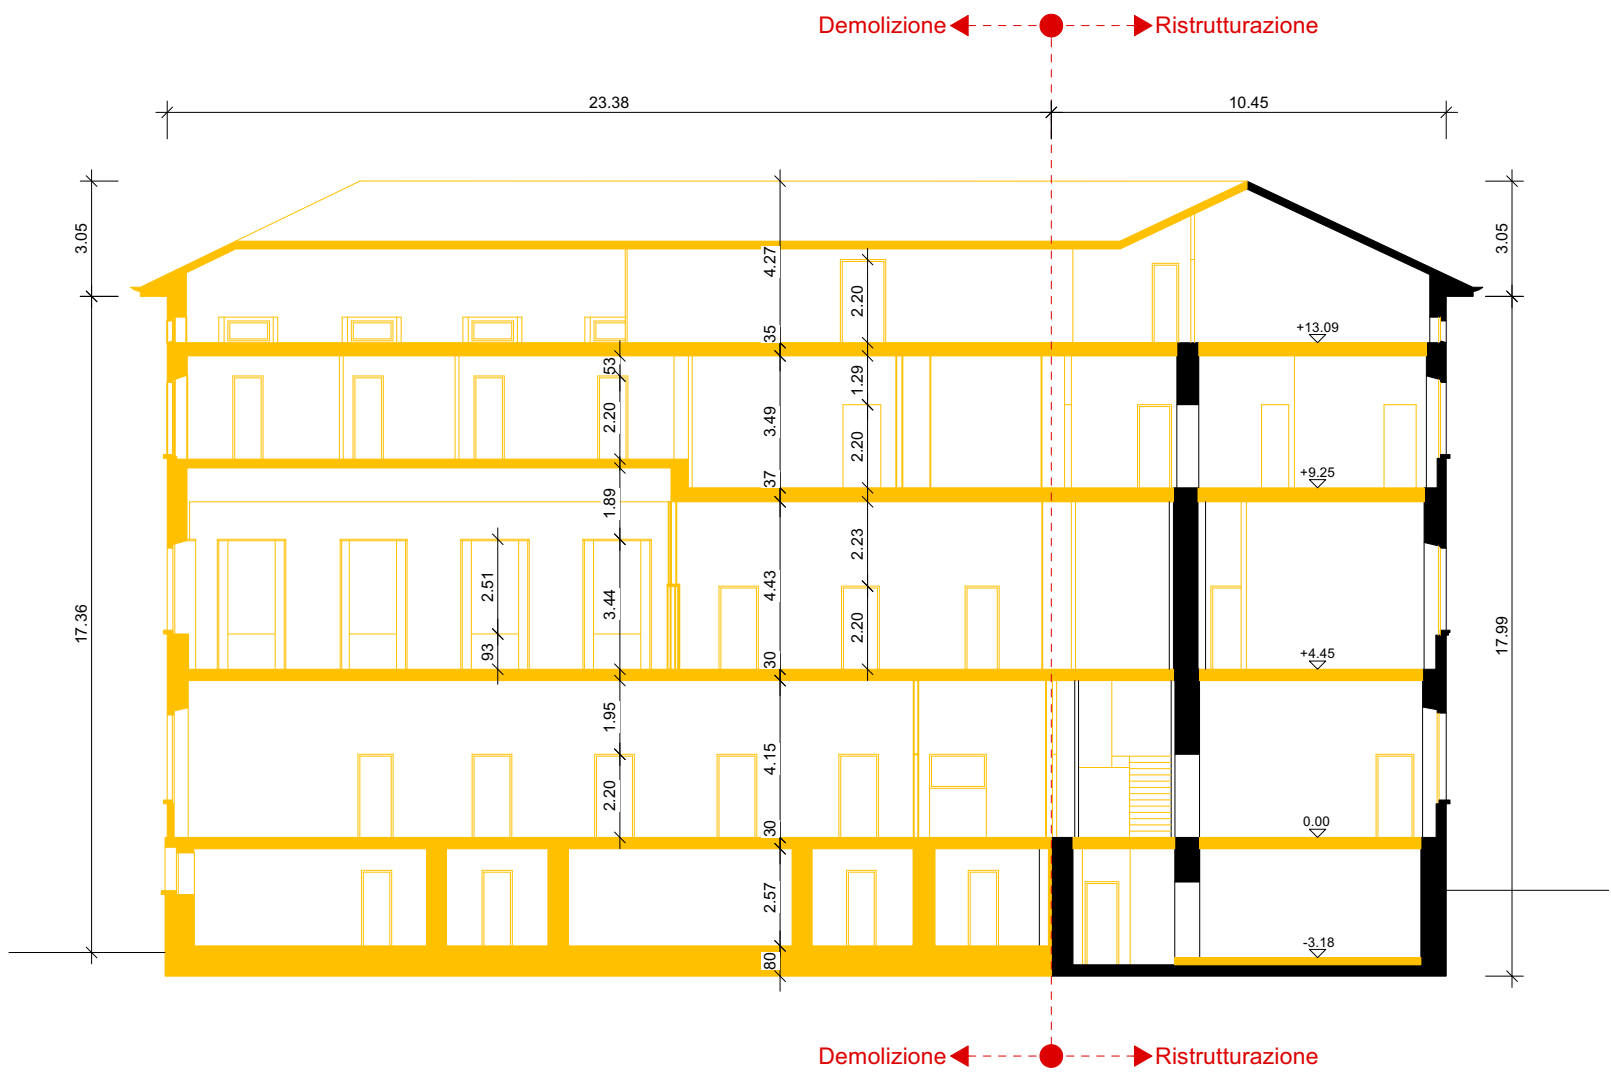 Demolizione Ristrutturazione
23.38 10.45
3.05 4.27 2.20 3.05
35 +13.09
53 1.29
2.20 3.49 2.20
37 +9.25
1.89
2.51 3.44 4.43 2.23
17.36 93 30 2.20 +4.45 17.99
1.95 4.15
2.20 30 0.00
2.57
80 -3.18
Demolizione Ristrutturazione